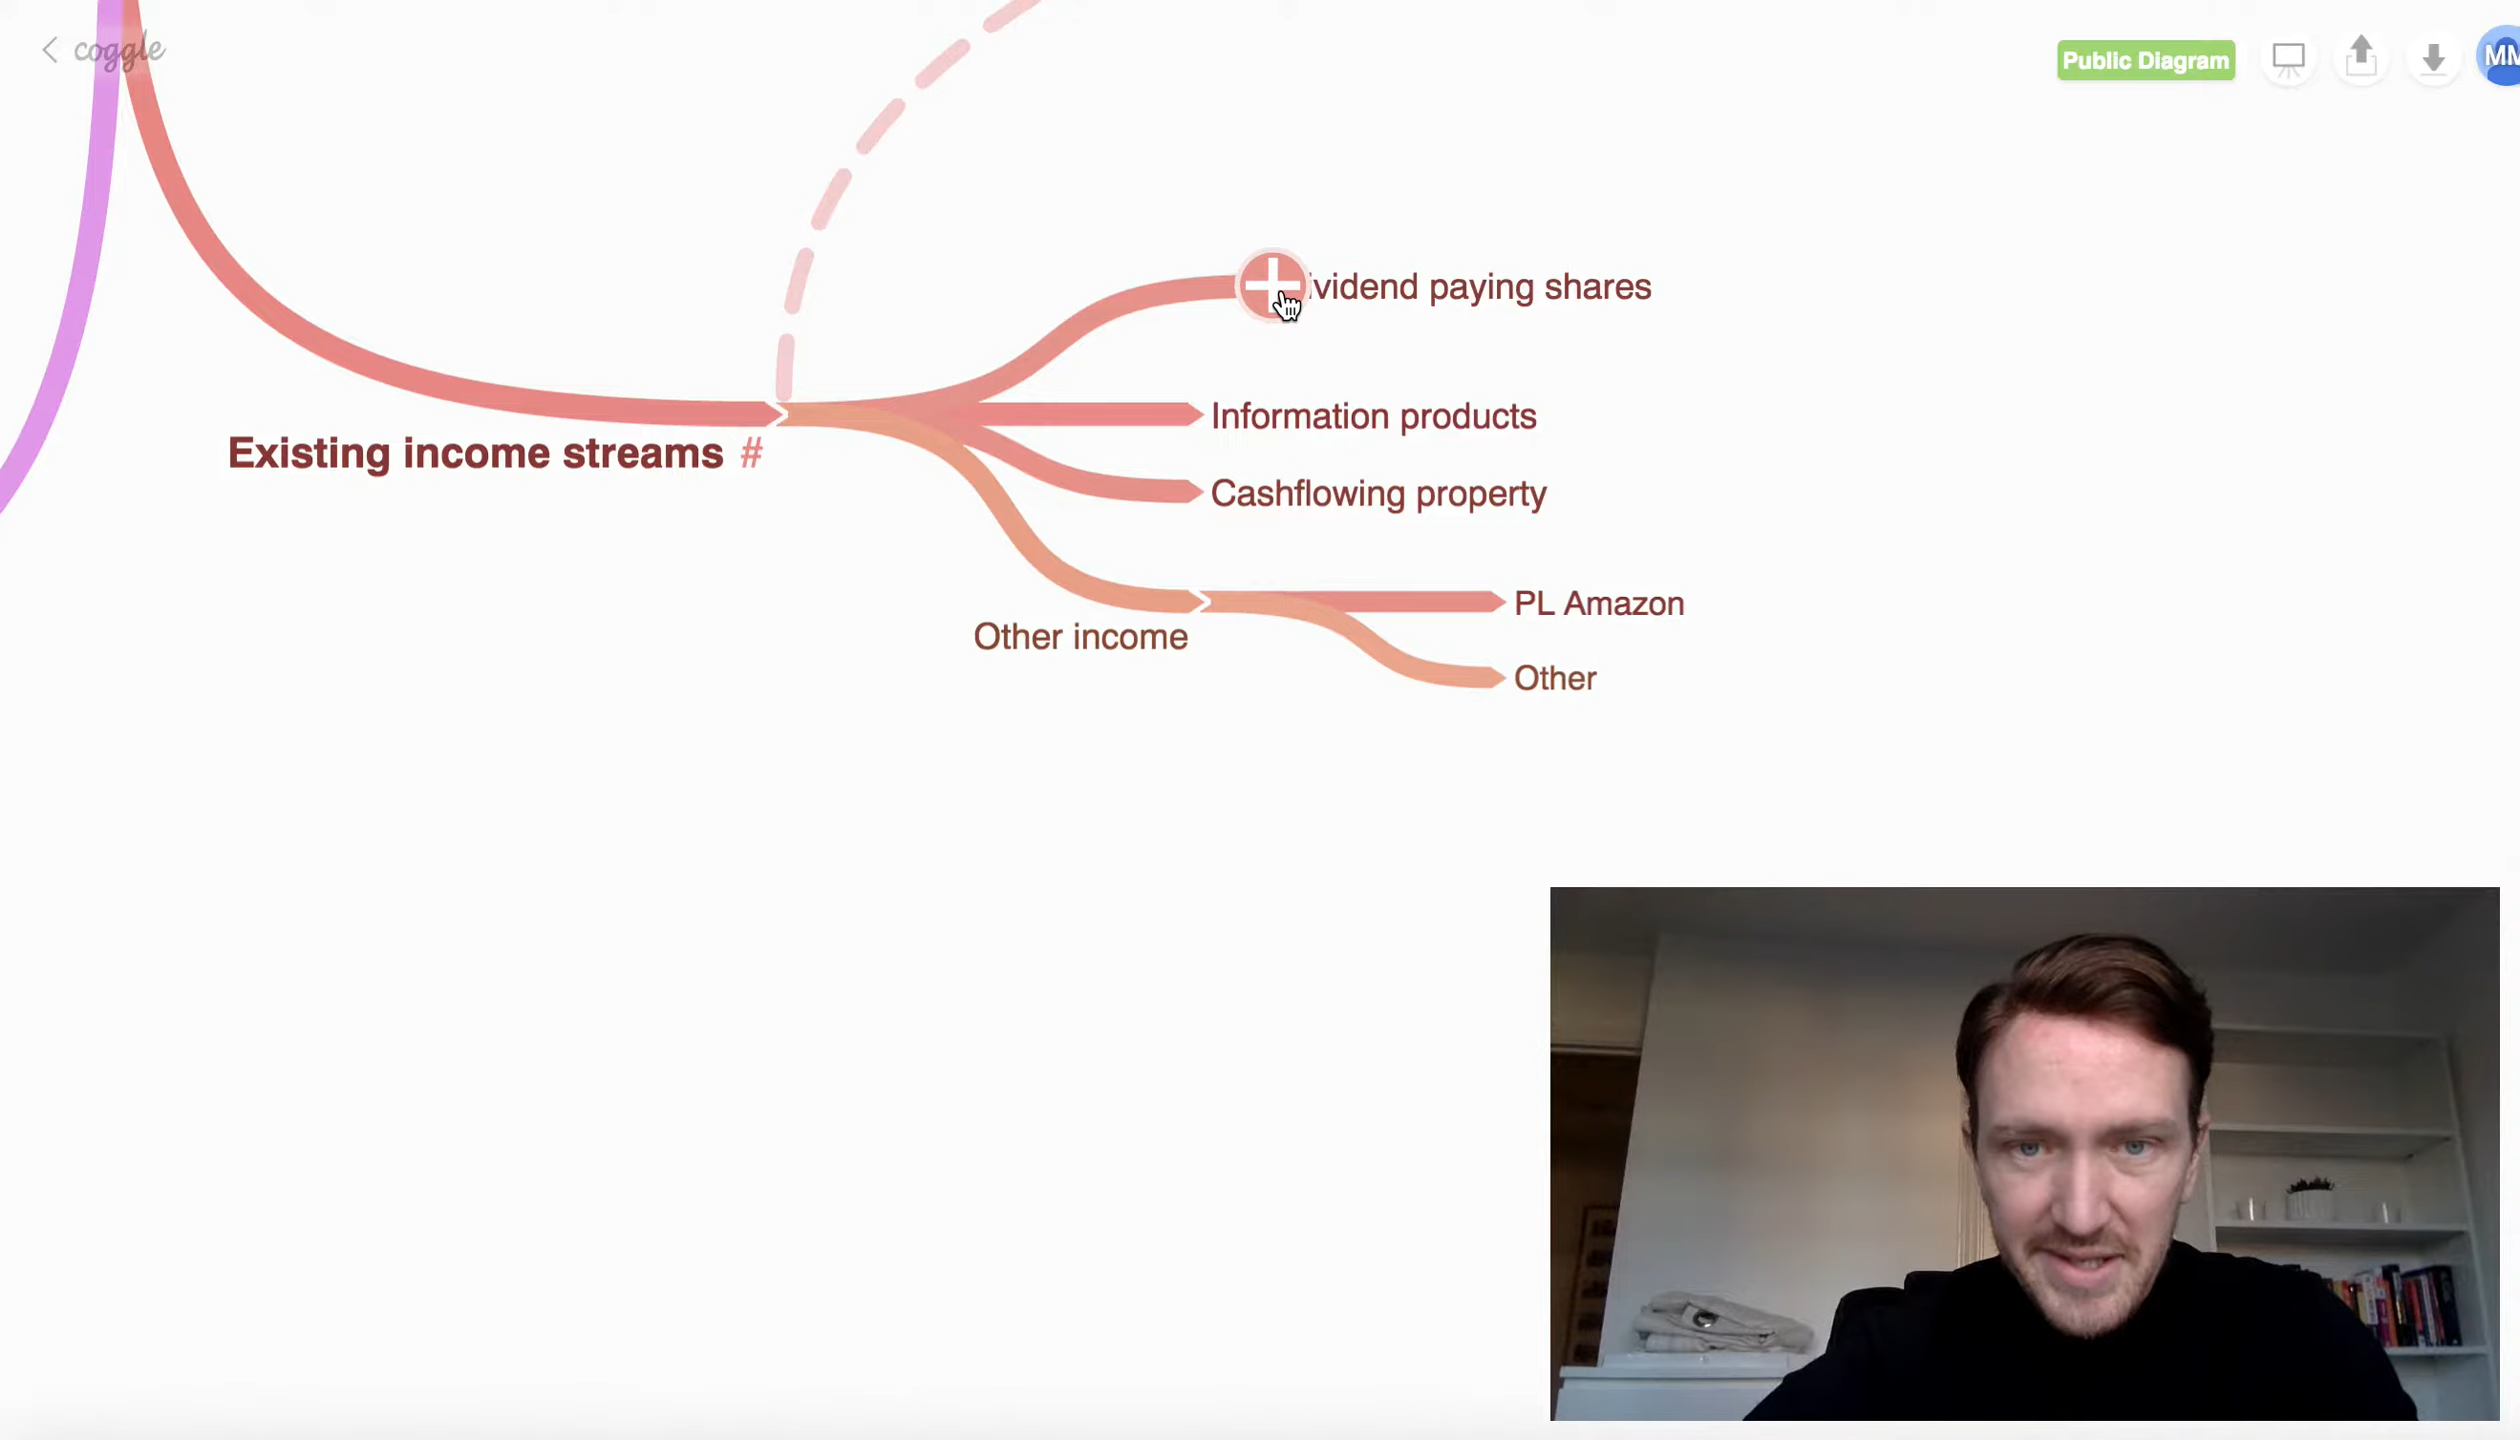 coggle
Public Diagram
MM
ividend paying shares
Information products
Existing income streams #
Cashflowing property
PL Amazon
Other income
Other